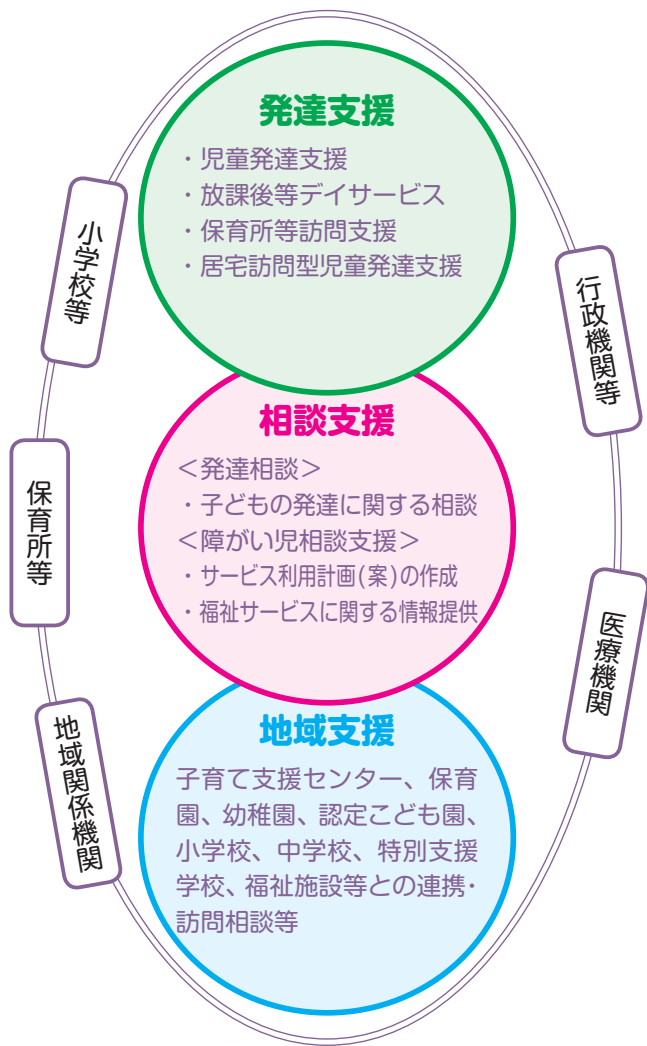 発達支援
・児童発達支援
・放課後等デイサービス
・保育所等訪問支援
・居宅訪問型児童発達支援
相談支援
＜発達相談＞
・子どもの発達に関する相談
＜障がい児相談支援＞
・サービス利用計画(案)の作成
・福祉サービスに関する情報提供
地域支援
子育て支援センター、保育
園、幼稚園、認定こども園、
小学校、中学校、特別支援
学校、福祉施設等との連携・
訪問相談等
小学校等
保育所等
地域関係機関
行政機関等
医療機関